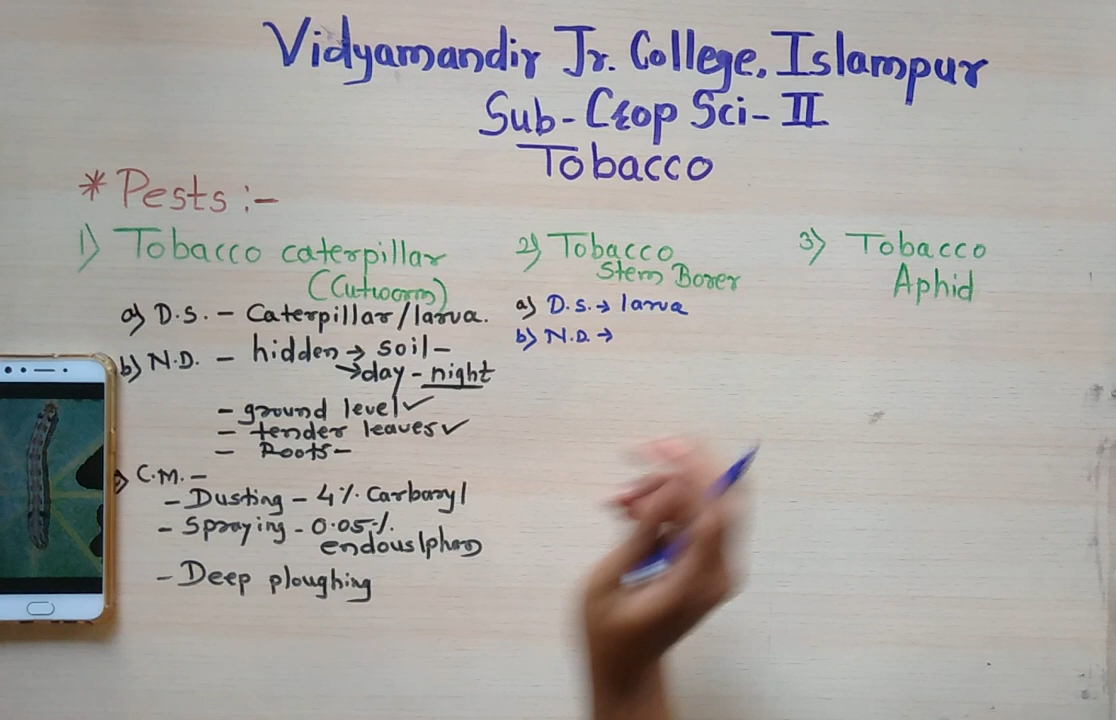 Vidyamandir Jr. College, Islampur
Sub- Crop Sci- II
Tobacco
* Pests :-
1) Tobacco caterpillar
(Cutworm)
a) D.S. - Caterpillar/larva.
b) N.D. - hidden → soil -
→ day - night
- ground level ✓
- tender leaves ✓
- Roots -
C.M. -
- Dusting - 4%. Carbaryl
- Spraying - 0.05%.
endouslphan
- Deep ploughing
2) Tobacco
Stem Borer
a) D.S. → larva
b) N.D. →
3) Tobacco
Aphid